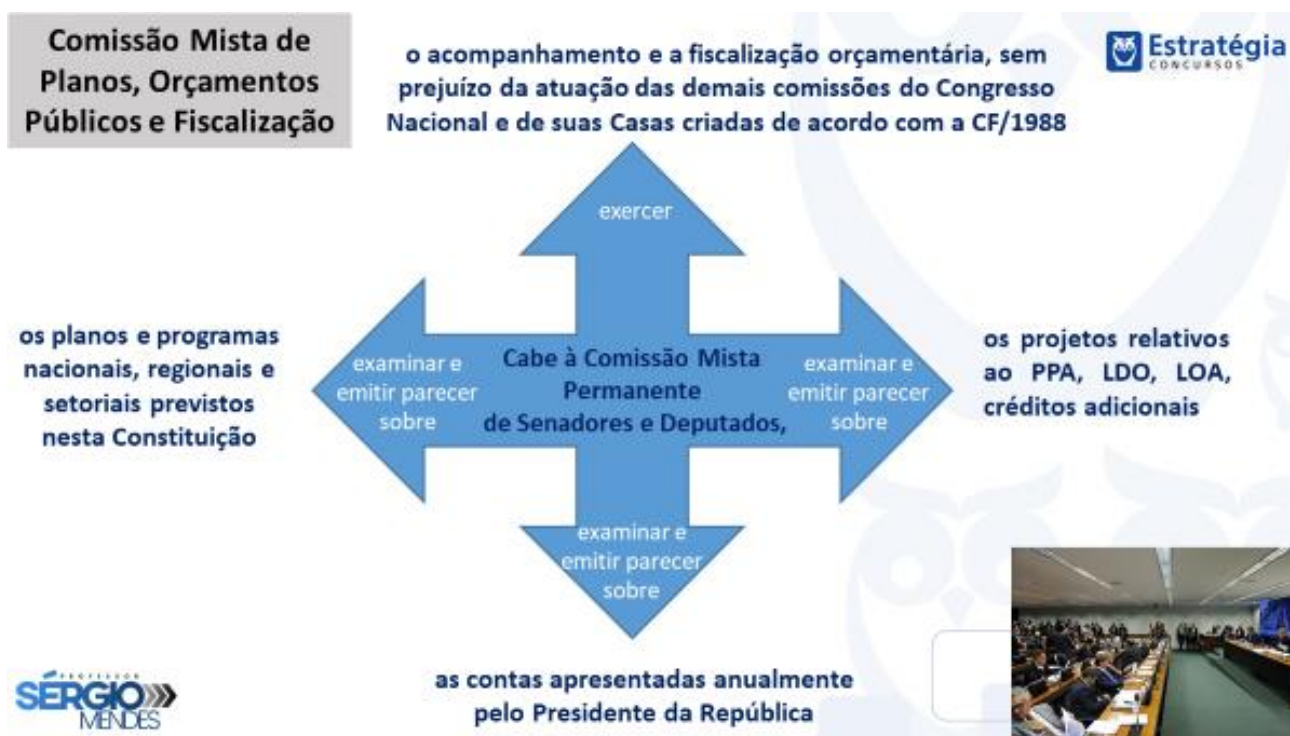 Comissão Mista de
Planos, Orçamentos
Públicos e Fiscalização
o acompanhamento e a fiscalização orçamentária, sem
prejuízo da atuação das demais comissões do Congresso
Nacional e de suas Casas criadas de acordo com a CF/1988
Estratégia
CONCURSOS
exercer
os planos e programas
nacionais, regionais e
setoriais previstos
nesta Constituição
examinar e
emitir parecer
sobre
Cabe à Comissão Mista
Permanente
de Senadores e Deputados,
examinar e
emitir parecer
sobre
os projetos relativos
ao PPA, LDO, LOA,
créditos adicionais
examinar e
emitir parecer
sobre
as contas apresentadas anualmente
pelo Presidente da República
PROFESSOR
SÉRGIO
MENDES